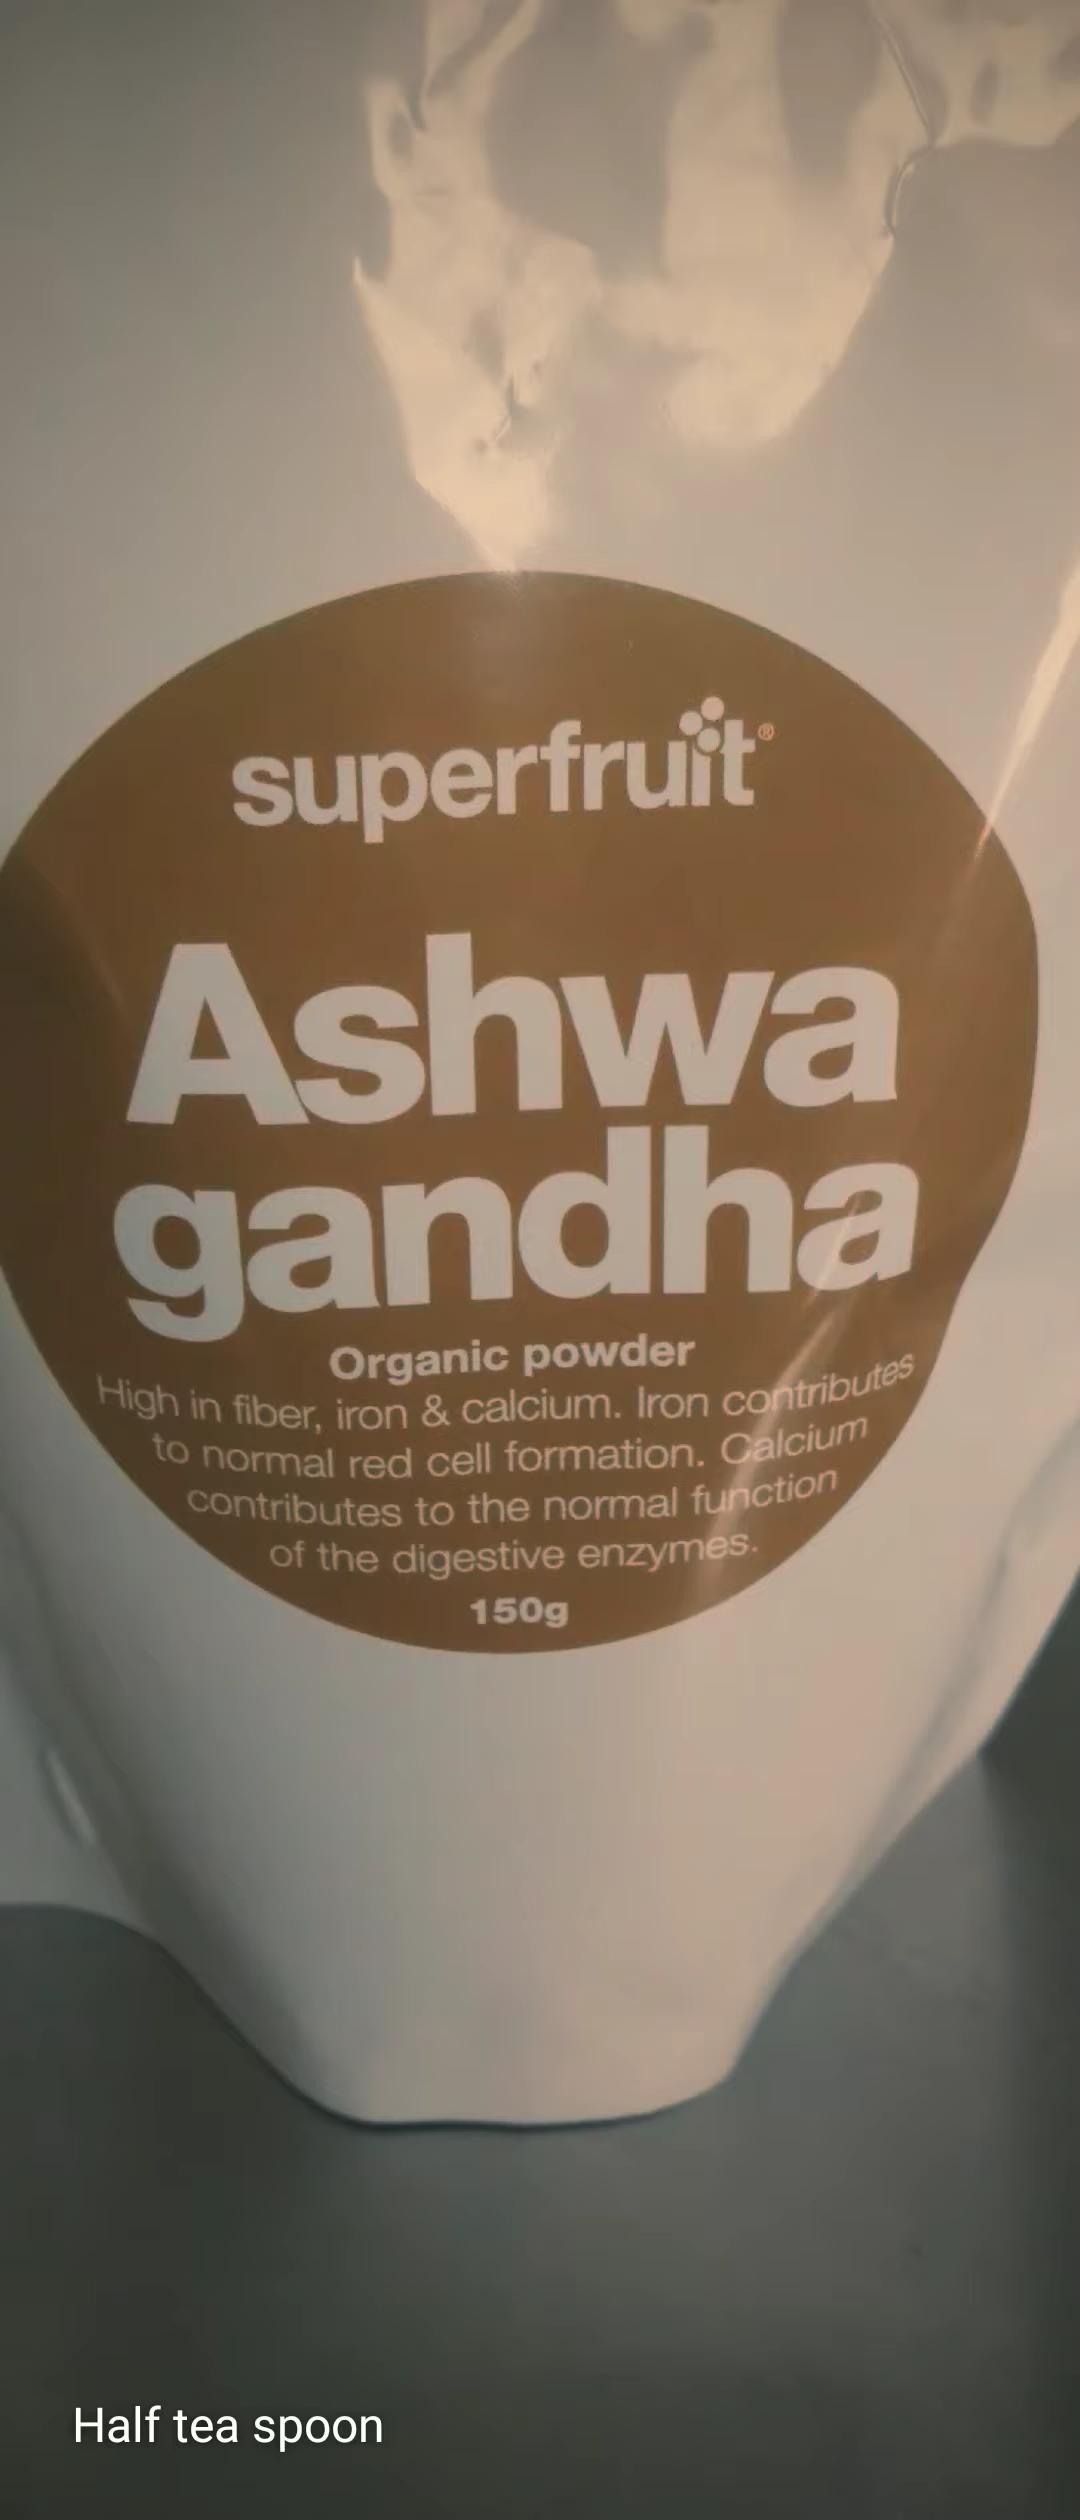 superfruit®
Ashwa
gandha
Organic powder
High in fiber, iron & calcium. Iron contributes
to normal red cell formation. Calcium
contributes to the normal function
of the digestive enzymes.
150g
Half tea spoon